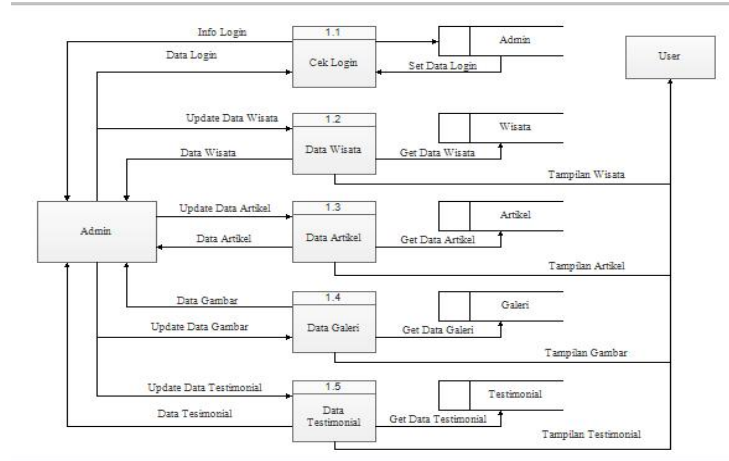 Info Login
1.1
Admin
Data Login
Cek Login
Set Data Login
User
Update Data Wisata
1.2
Wisata
Data Wisata
Data Wisata
Get Data Wisata
Tampilan Wisata
Admin
Update Data Artikel
1.3
Artikel
Data Artikel
Data Artikel
Get Data Artikel
Tampilan Artikel
Data Gambar
1.4
Galeri
Update Data Gambar
Data Galeri
Get Data Galeri
Tampilan Gambar
Update Data Testimonial
1.5
Testimonial
Data Tesimonial
Data
Testimonial
Get Data Testimonial
Tampilan Testimonial